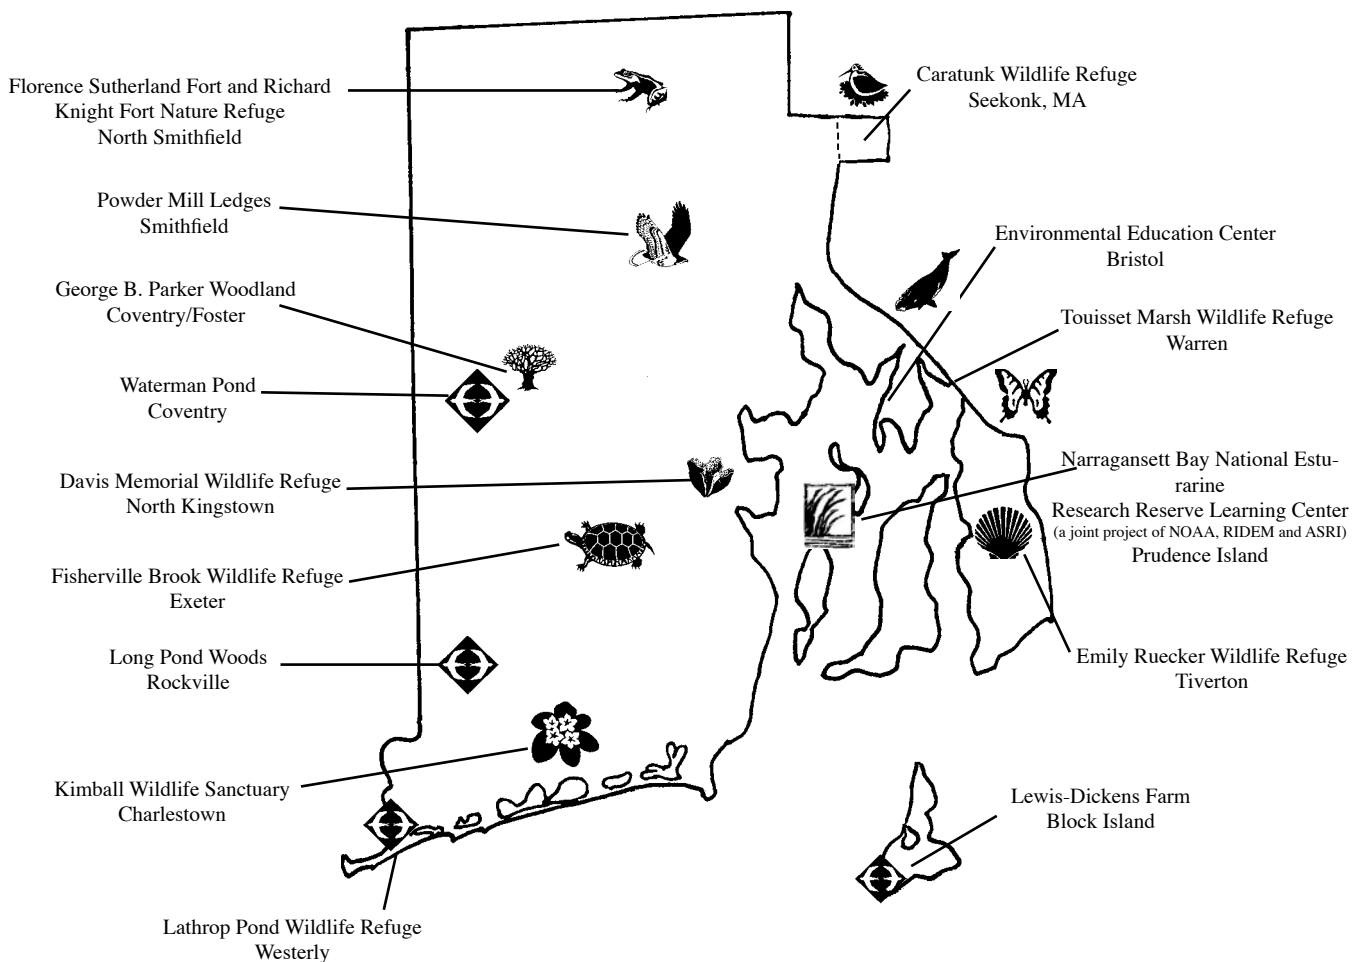 Florence Sutherland Fort and Richard
Knight Fort Nature Refuge
North Smithfield
Caratunk Wildlife Refuge
Seekonk, MA
Powder Mill Ledges
Smithfield
Environmental Education Center
Bristol
George B. Parker Woodland
Coventry/Foster
Touisset Marsh Wildlife Refuge
Warren
Waterman Pond
Coventry
Davis Memorial Wildlife Refuge
North Kingstown
Narragansett Bay National Estu-
rarine
Research Reserve Learning Center
(a joint project of NOAA, RIDEM and ASRI)
Prudence Island
Fisherville Brook Wildlife Refuge
Exeter
Long Pond Woods
Rockville
Emily Ruecker Wildlife Refuge
Tiverton
Kimball Wildlife Sanctuary
Charlestown
Lewis-Dickens Farm
Block Island
Lathrop Pond Wildlife Refuge
Westerly